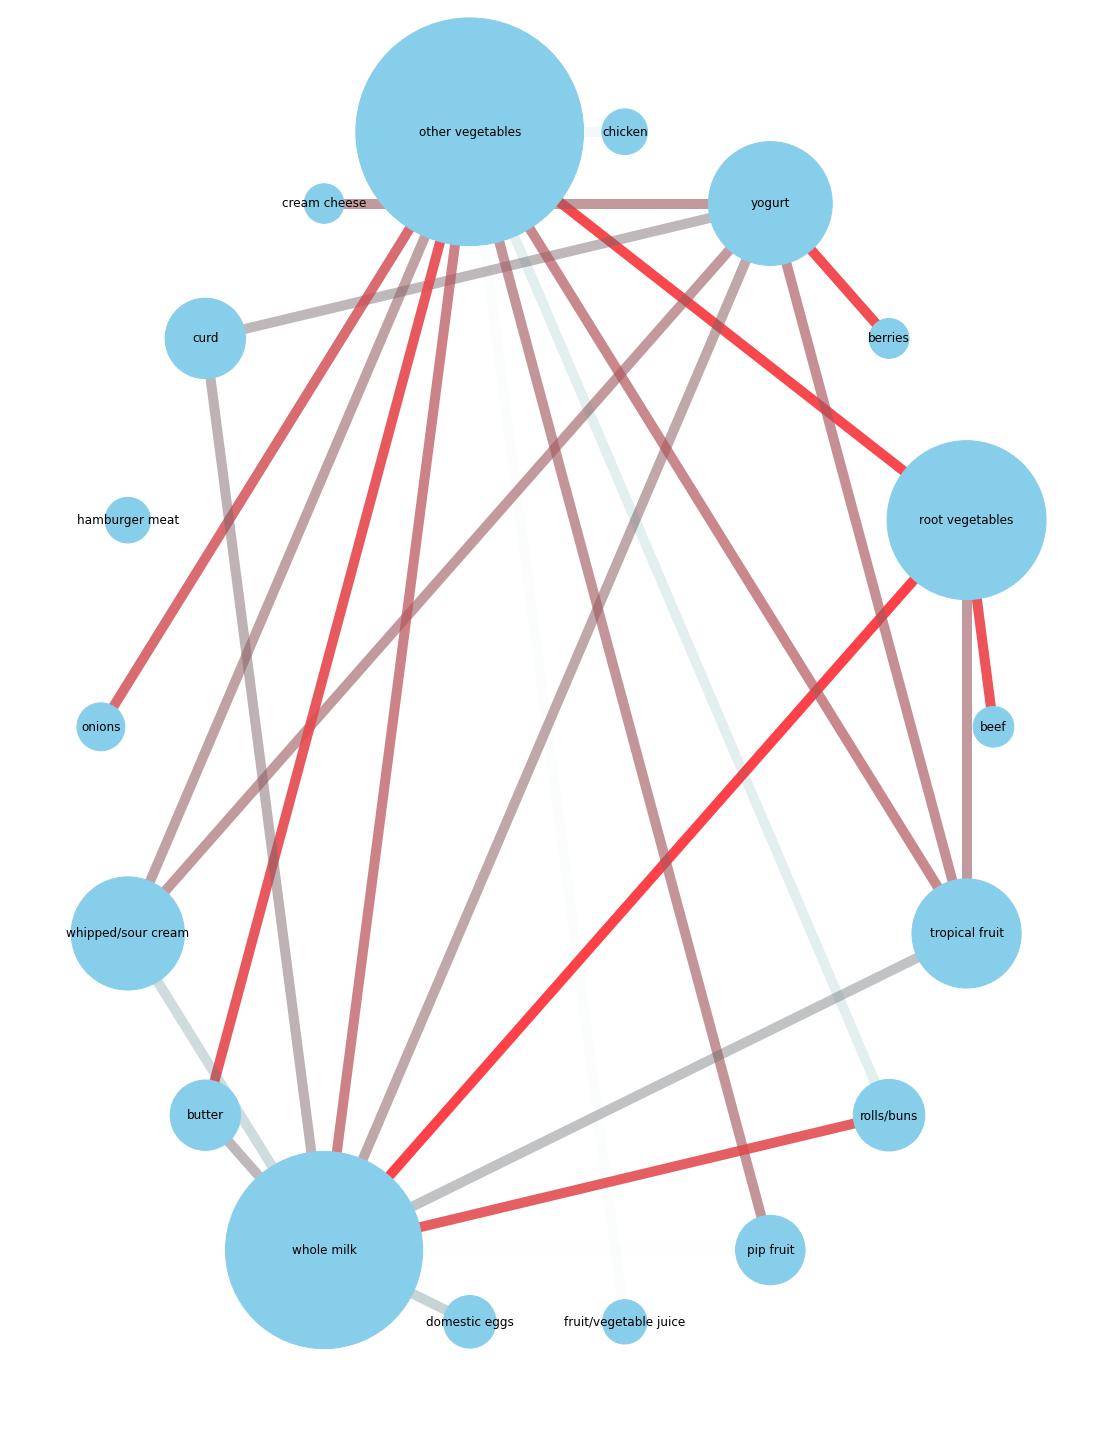 other vegetables
chicken
cream cheese
yogurt
curd
berries
hamburger meat
root vegetables
onions
beef
whipped/sour cream
tropical fruit
butter
rolls/buns
whole milk
pip fruit
domestic eggs
fruit/vegetable juice